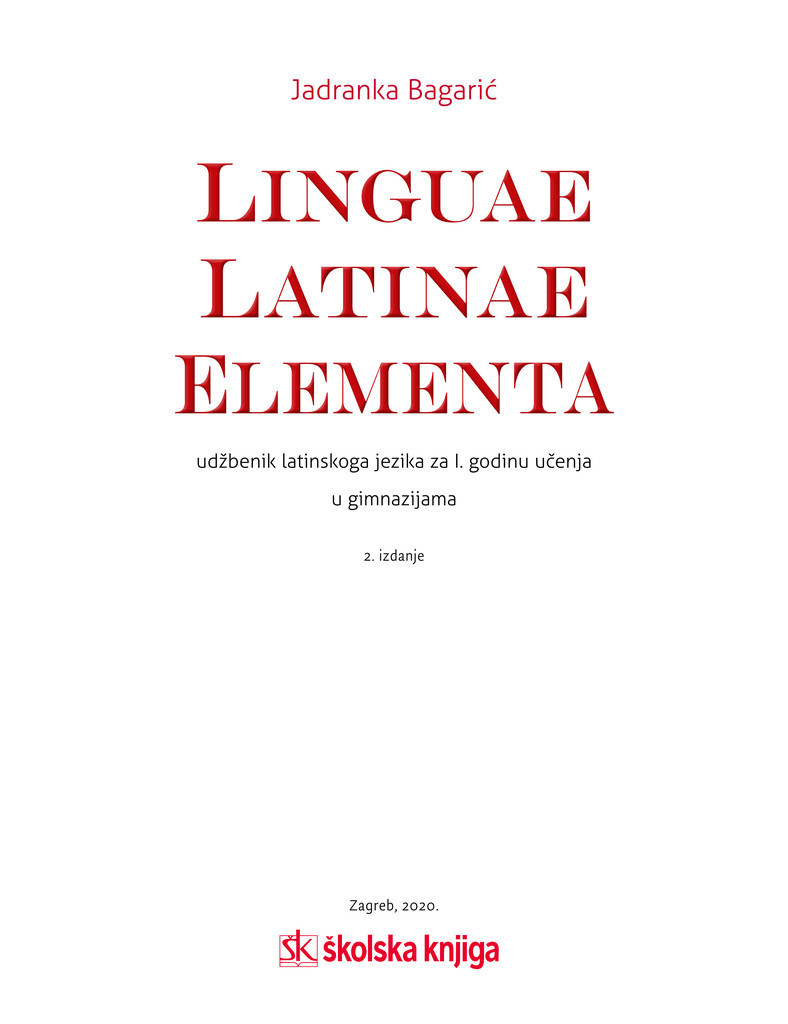 Jadranka Bagarić
LINGUAE
LATINAE
ELEMENTA
udžbenik latinskoga jezika za I. godinu učenja
u gimnazijama
2. izdanje
Zagreb, 2020.
ŠK školska knjiga